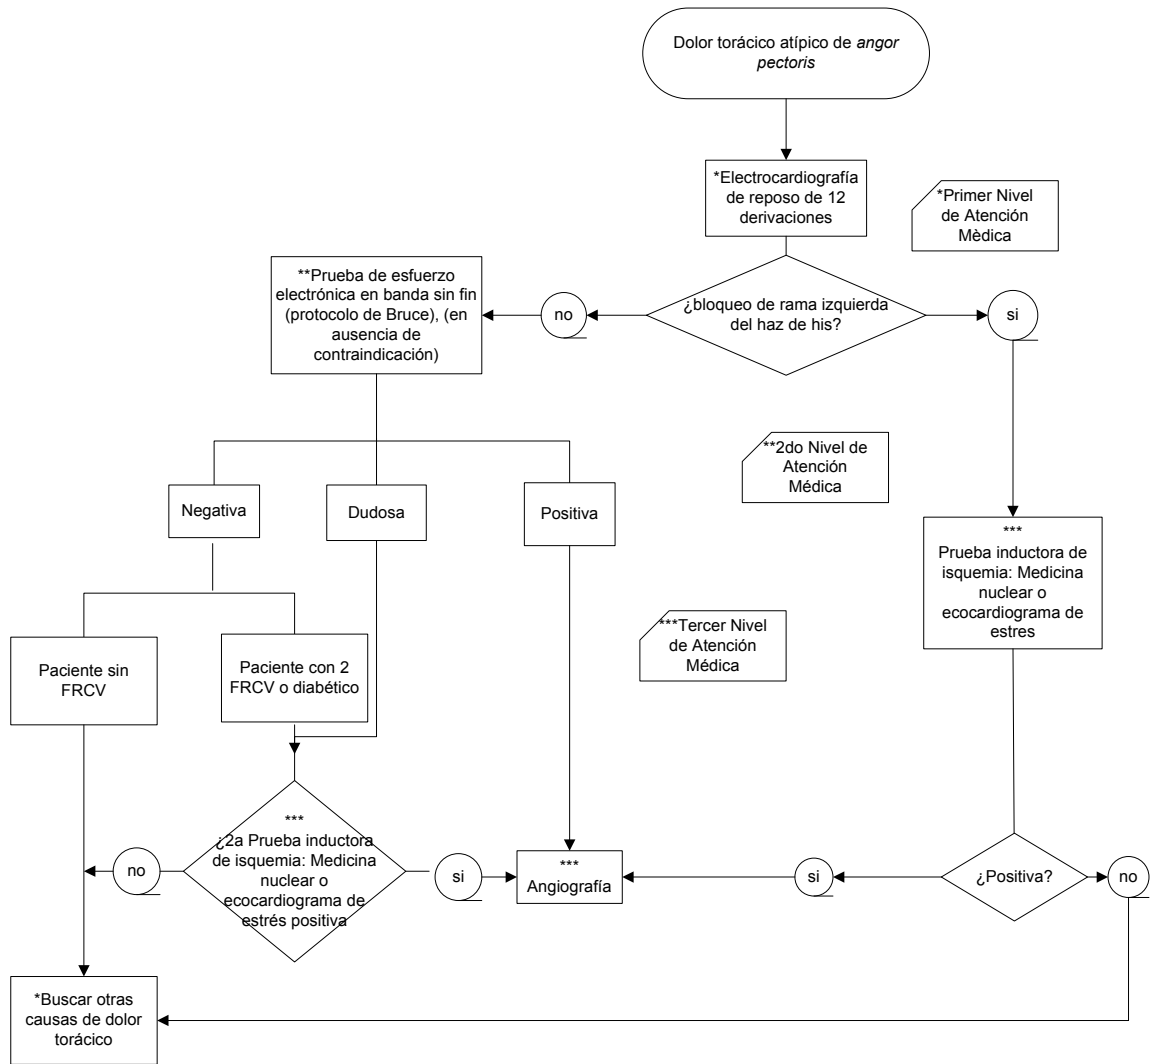 Dolor torácico atípico de angor
pectoris
*Electrocardiografía
de reposo de 12
derivaciones
*Primer Nivel
de Atención
Mèdica
**Prueba de esfuerzo
electrónica en banda sin fin
(protocolo de Bruce), (en
ausencia de
contraindicación)
no
¿bloqueo de rama izquierda
del haz de his?
si
**2do Nivel de
Atención
Médica
Negativa
Dudosa
Positiva
***
Prueba inductora de
isquemia: Medicina
nuclear o
ecocardiograma de
estres
***Tercer Nivel
de Atención
Médica
Paciente sin
FRCV
Paciente con 2
FRCV o diabético
***
¿2a Prueba inductora
de isquemia: Medicina
nuclear o
ecocardiograma de
estrés positiva
no
si
***
Angiografía
si
¿Positiva?
no
*Buscar otras
causas de dolor
torácico